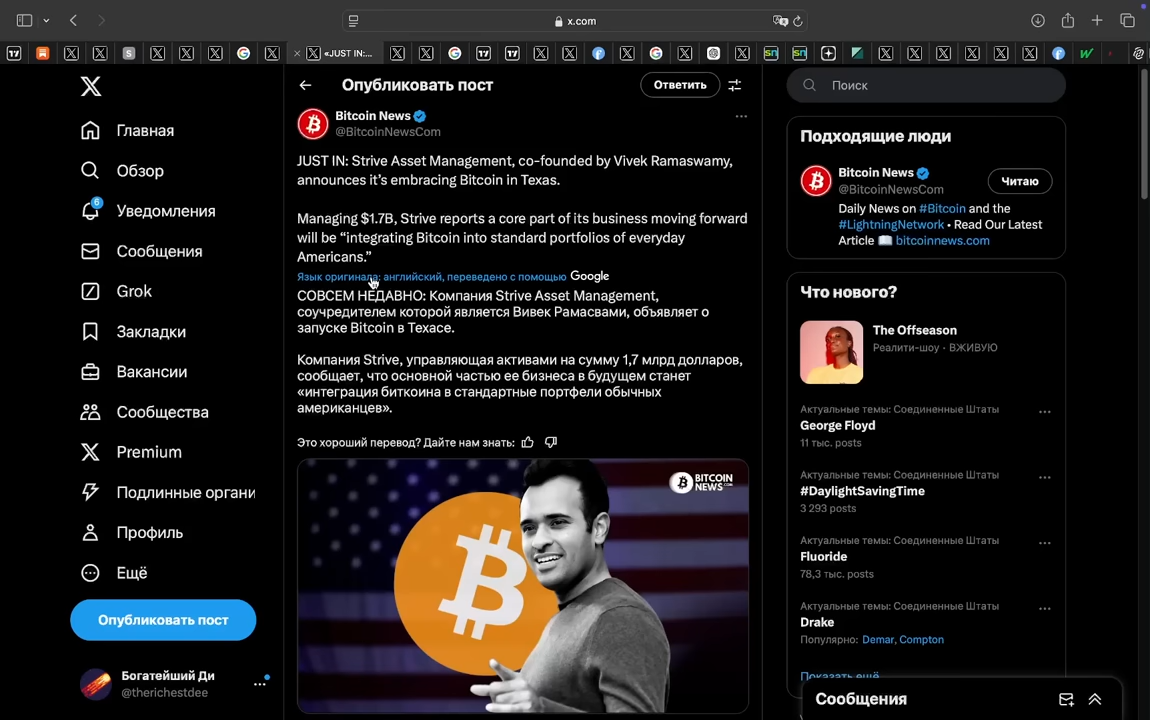 x.com
«JUST IN:...
Главная
Обзор
6
Уведомления
Сообщения
Grok
Закладки
Вакансии
Сообщества
Premium
Подлинные органи
Профиль
Ещё
Опубликовать пост
Богатейший Ди
@therichestdee
Опубликовать пост
Ответить
Bitcoin News
@BitcoinNewsCom
JUST IN: Strive Asset Management, co-founded by Vivek Ramaswamy,
announces it’s embracing Bitcoin in Texas.
Managing $1.7B, Strive reports a core part of its business moving forward
will be “integrating Bitcoin into standard portfolios of everyday
Americans.”
Язык оригинала: английский, переведено с помощью Google
СОВСЕМ НЕДАВНО: Компания Strive Asset Management,
соучредителем которой является Вивек Рамасвами, объявляет о
запуске Bitcoin в Техасе.
Компания Strive, управляющая активами на сумму 1,7 млрд долларов,
сообщает, что основной частью ее бизнеса в будущем станет
«интеграция биткоина в стандартные портфели обычных
американцев».
Это хороший перевод? Дайте нам знать:
BITCOIN
NEWS.COM
Поиск
Подходящие люди
Bitcoin News
@BitcoinNewsCom
Читаю
Daily News on #Bitcoin and the
#LightningNetwork • Read Our Latest
Article 📖 bitcoinnews.com
Что нового?
The Offseason
Реалити-шоу · ВЖИВУЮ
Актуальные темы: Соединенные Штаты
George Floyd
11 тыс. posts
Актуальные темы: Соединенные Штаты
#DaylightSavingTime
3 293 posts
Актуальные темы: Соединенные Штаты
Fluoride
78,3 тыс. posts
Актуальные темы: Соединенные Штаты
Drake
Популярно: Demar, Compton
Показать ещё
Сообщения